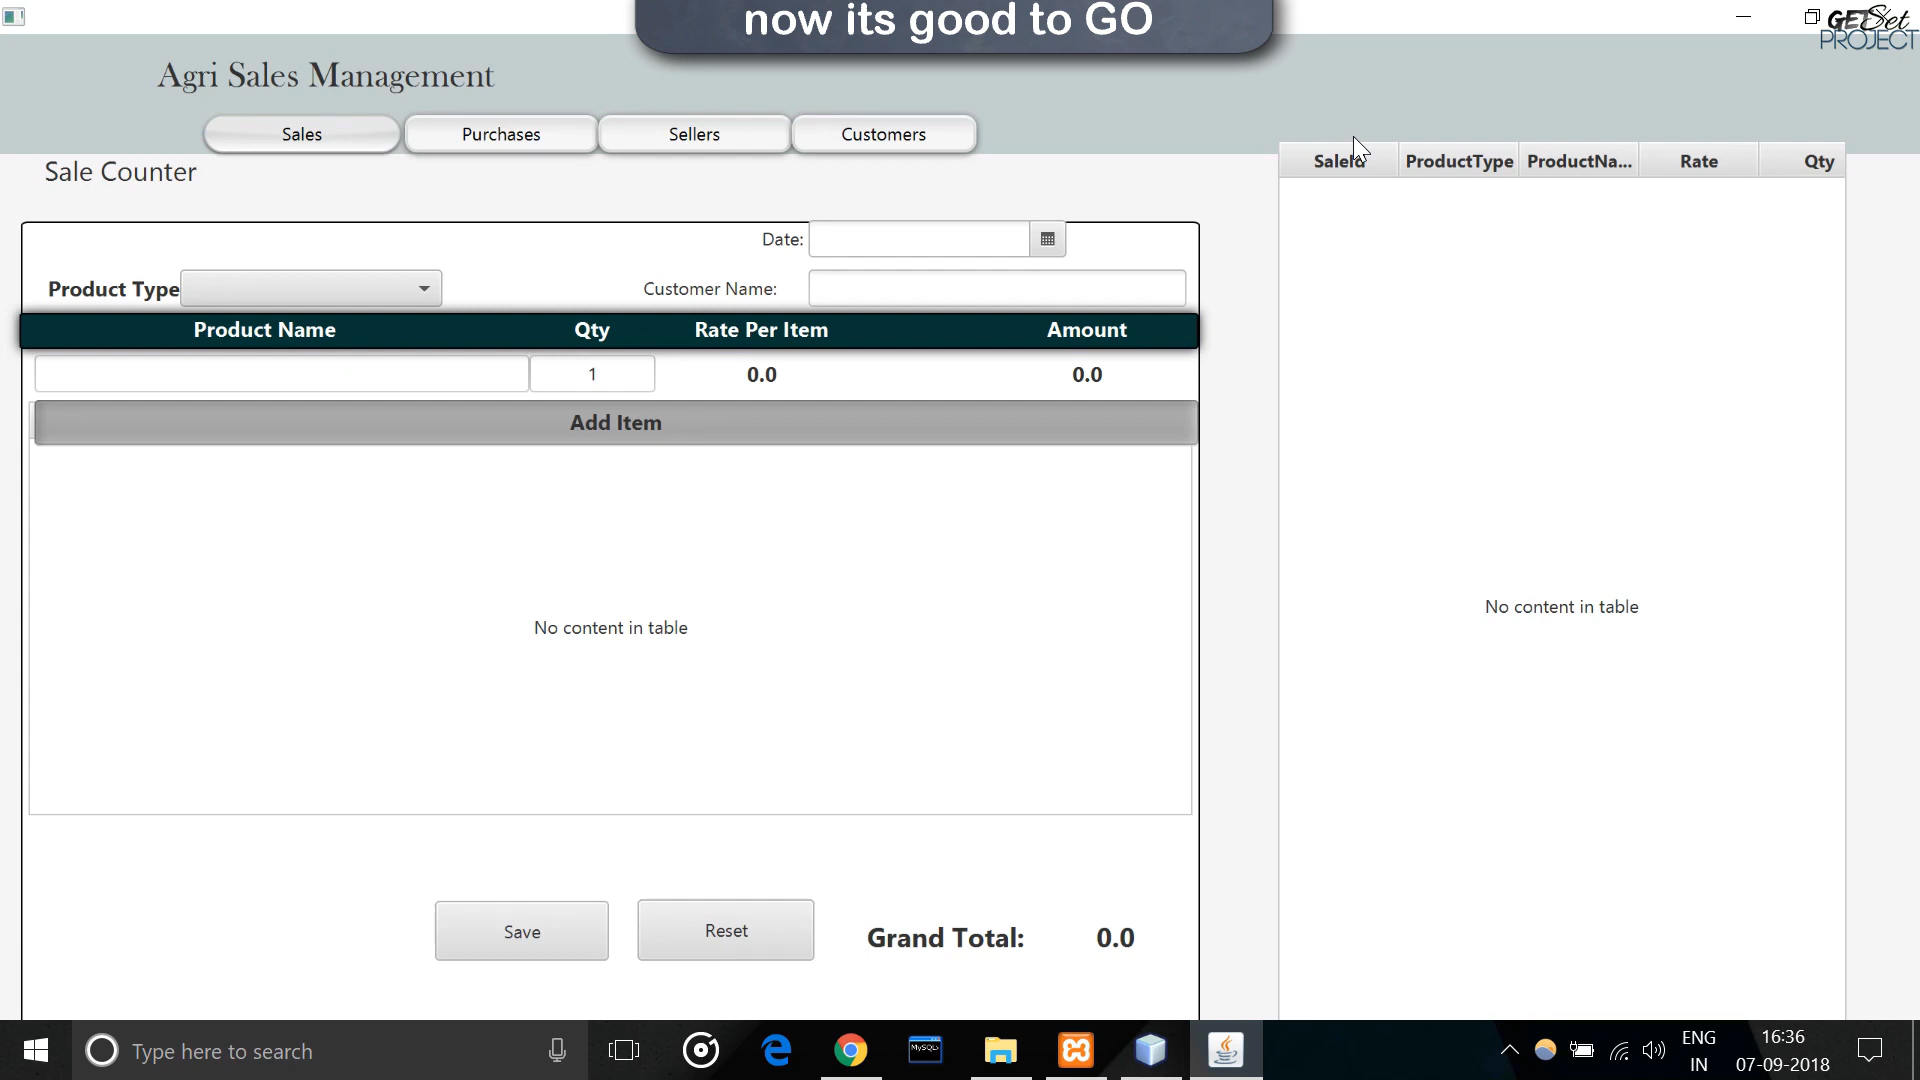 now its good to GO
GETSet
PROJECT
Agri Sales Management
Sales Purchases Sellers Customers
Sale Counter
SaleId ProductType ProductNa... Rate Qty
Date:
Product Type Customer Name:
Product Name Qty Rate Per Item Amount
1 0.0 0.0
Add Item
No content in table
No content in table
Save Reset Grand Total: 0.0
Type here to search
MySQL
ENG
IN
16:36
07-09-2018